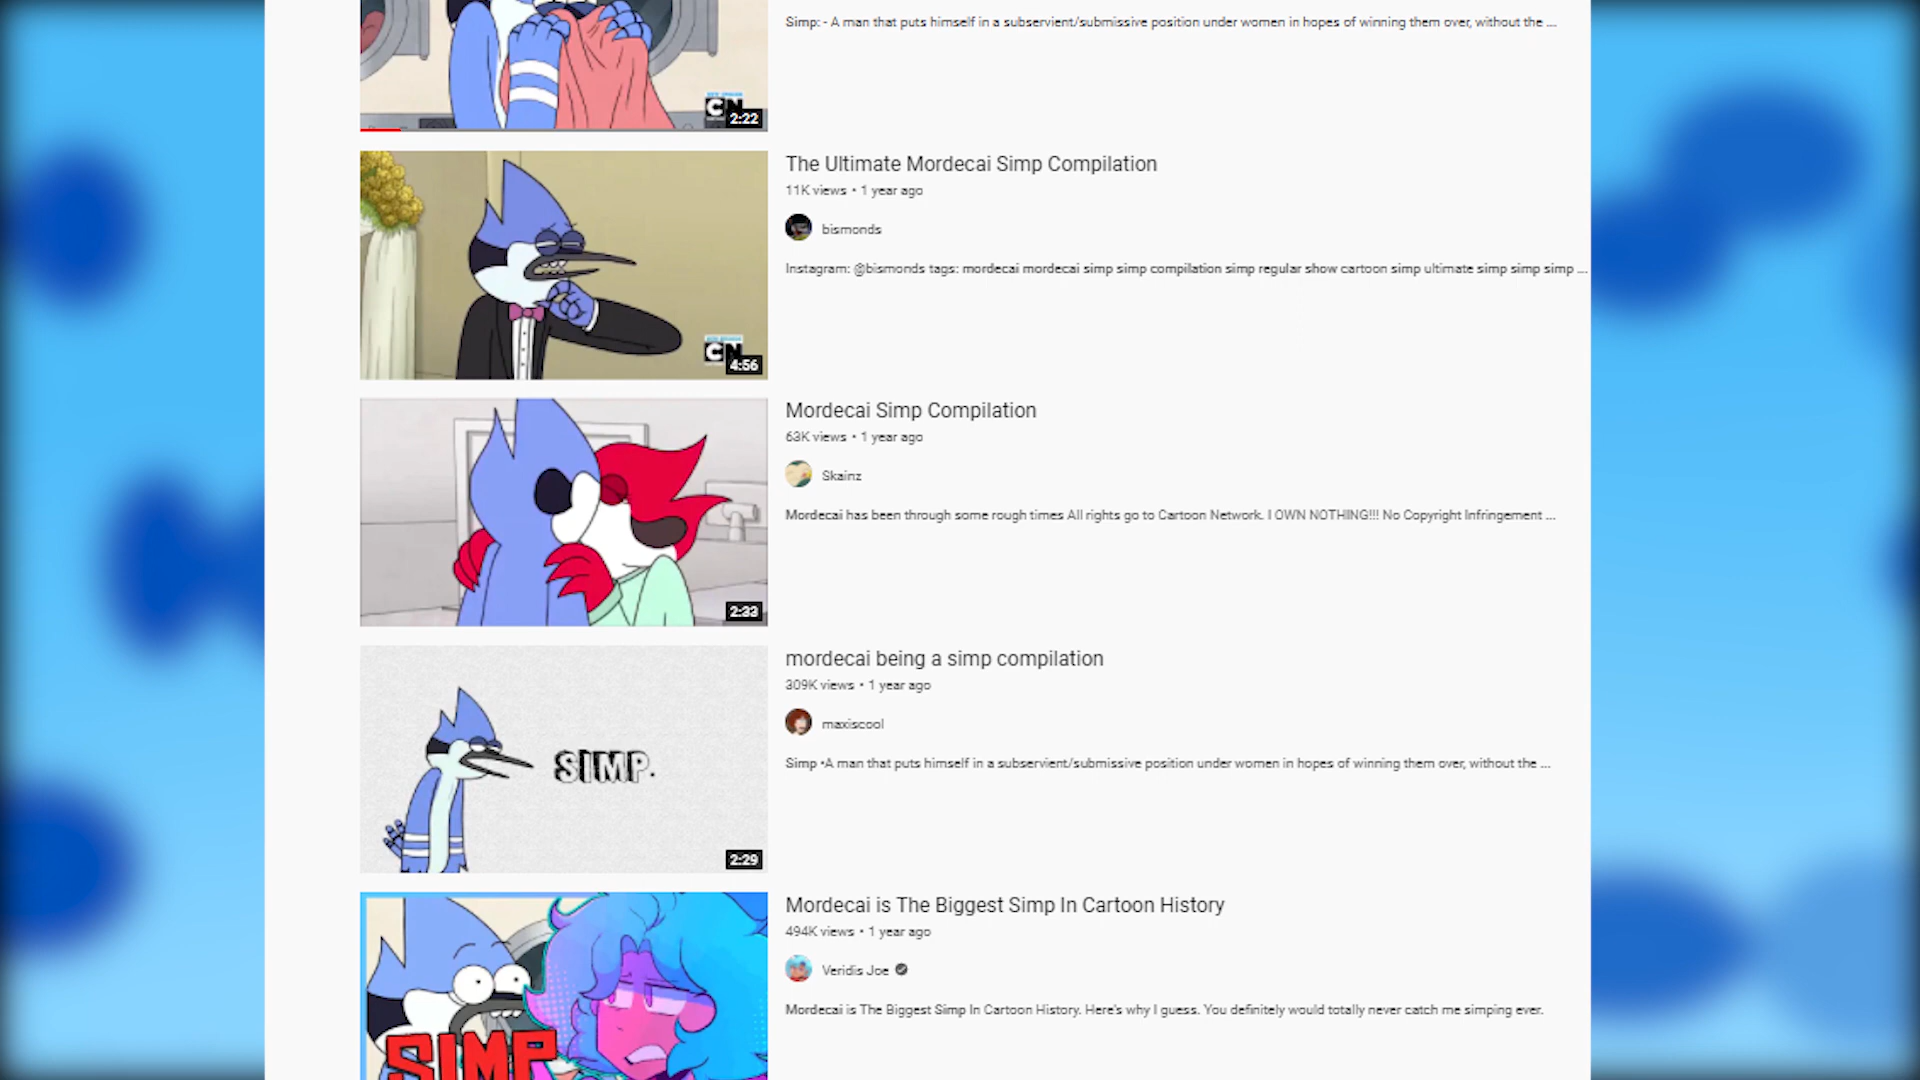 Simp: - A man that puts himself in a subservient/submissive position under women in hopes of winning them over, without the ...
CN
2:22
The Ultimate Mordecai Simp Compilation
11K views • 1 year ago
bismonds
Instagram: @bismonds tags: mordecai mordecai simp simp compilation simp regular show cartoon simp ultimate simp simp simp ...
CN
4:56
Mordecai Simp Compilation
63K views • 1 year ago
Skainz
Mordecai has been through some rough times All rights go to Cartoon Network. I OWN NOTHING!!! No Copyright Infringement ...
2:33
mordecai being a simp compilation
309K views • 1 year ago
maxiscool
SIMP.
Simp •A man that puts himself in a subservient/submissive position under women in hopes of winning them over, without the ...
2:29
Mordecai is The Biggest Simp In Cartoon History
494K views • 1 year ago
Veridis Joe
Mordecai is The Biggest Simp In Cartoon History. Here's why I guess. You definitely would totally never catch me simping ever.
SIMP